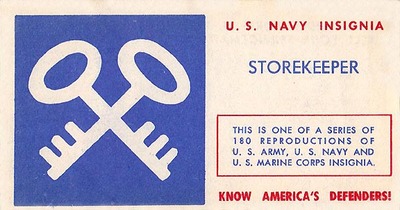 U. S. NAVY INSIGNIA
STOREKEEPER
THIS IS ONE OF A SERIES OF
180 REPRODUCTIONS OF
U. S. ARMY, U. S. NAVY AND
U. S. MARINE CORPS INSIGNIA.
KNOW AMERICA'S DEFENDERS!